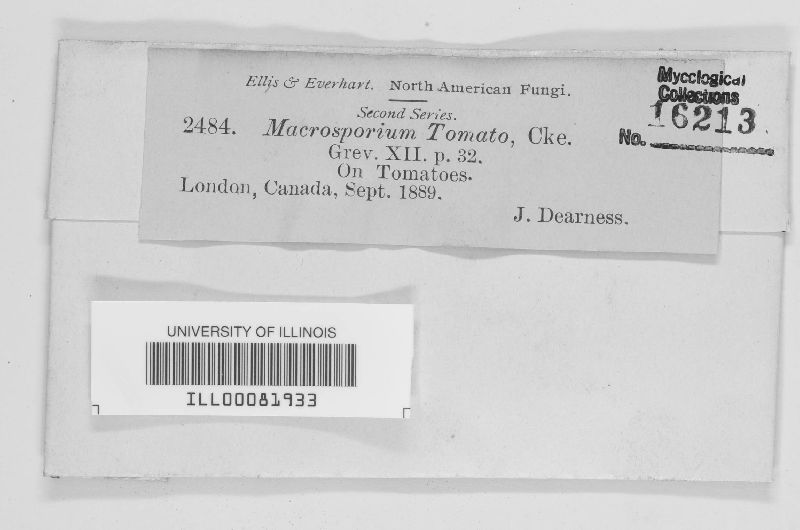 Ellis & Everhart. North American Fungi.
Second Series.
2484. Macrosporium Tomato, Cke.
Grev. XII. p. 32.
On Tomatoes.
London, Canada, Sept. 1889.
J. Dearness.
Mycological
Collections
No. 16213
UNIVERSITY OF ILLINOIS
ILL00081933